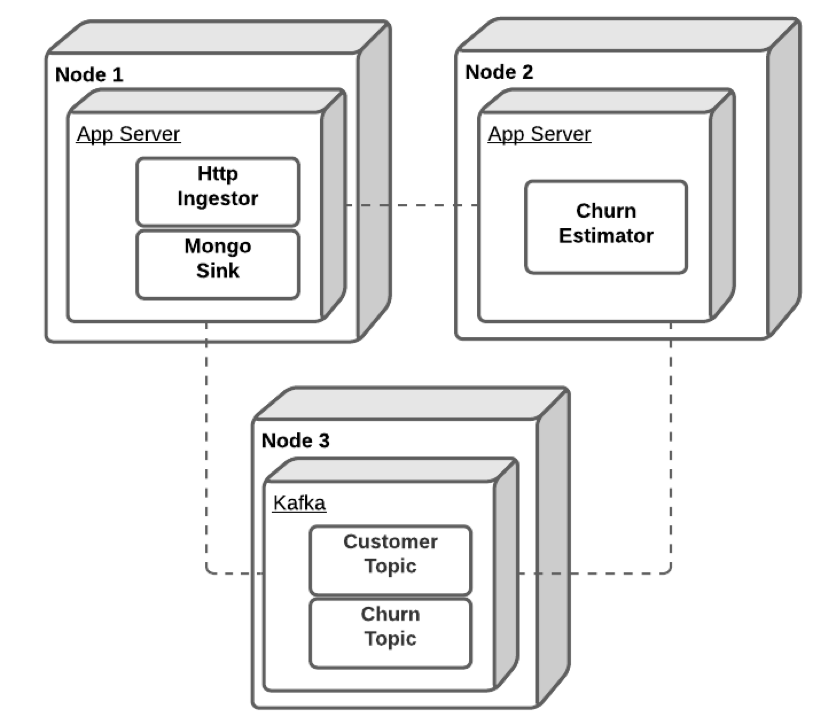 Node 1
App Server
Http
Ingestor
Mongo
Sink
Node 2
App Server
Churn
Estimator
Node 3
Kafka
Customer
Topic
Churn
Topic